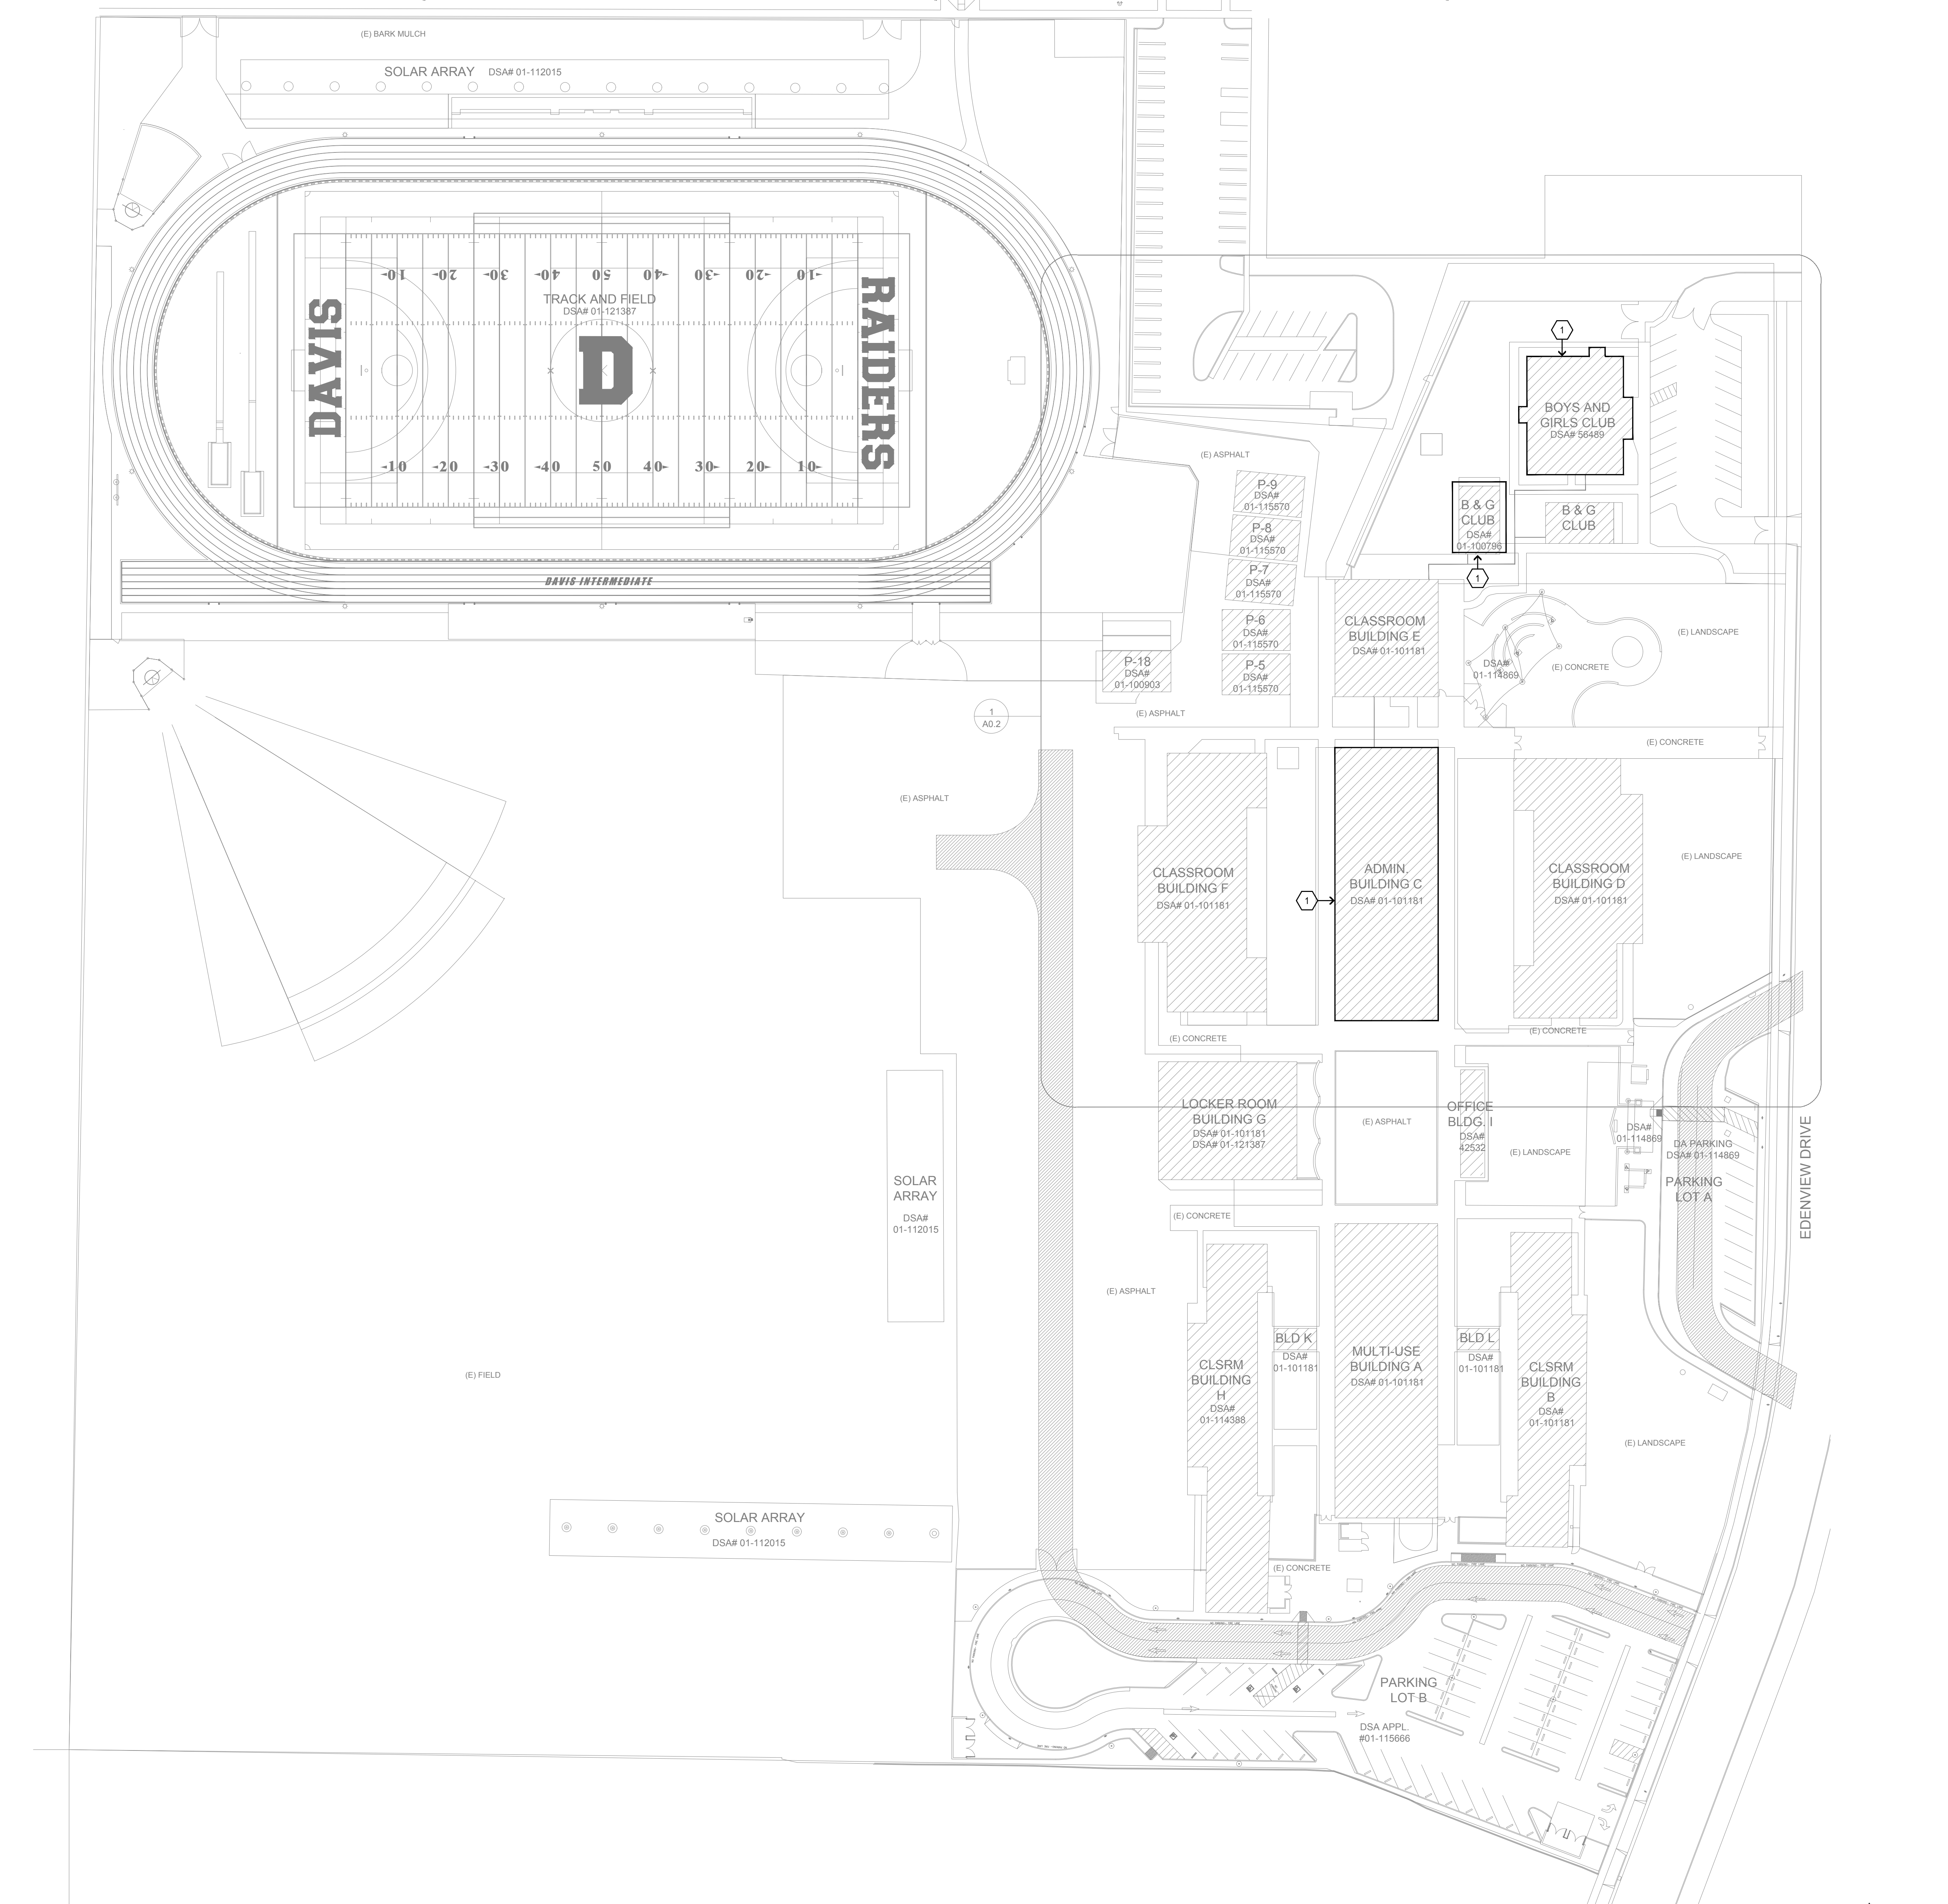 (E) BARK MULCH
SOLAR ARRAY DSA# 01-112015
10 20 30 40 50 40 30 20 10
TRACK AND FIELD
DSA# 01-121387
DAVIS
D
RAIDERS
10 20 30 40 50 40 30 20 10
DAVIS INTERMEDIATE
1
BOYS AND
GIRLS CLUB
DSA# 56489
B & G
CLUB
DSA#
01-100796
1
B & G
CLUB
(E) ASPHALT
P-9
DSA#
01-115570
P-8
DSA#
01-115570
P-7
DSA#
01-115570
P-6
DSA#
01-115570
P-5
DSA#
01-115570
P-18
DSA#
01-100903
CLASSROOM
BUILDING E
DSA# 01-101181
DSA#
01-114869
(E) CONCRETE
(E) LANDSCAPE
(E) ASPHALT
1
A0.2
(E) CONCRETE
(E) ASPHALT
CLASSROOM
BUILDING F
DSA# 01-101181
1
ADMIN.
BUILDING C
DSA# 01-101181
CLASSROOM
BUILDING D
DSA# 01-101181
(E) LANDSCAPE
(E) CONCRETE
(E) CONCRETE
LOCKER ROOM
BUILDING G
DSA# 01-101181
DSA# 01-121387
(E) ASPHALT
OFFICE
BLDG. I
DSA#
42532
(E) LANDSCAPE
DSA#
01-114869
DA PARKING
DSA# 01-114869
PARKING
LOT A
EDENVIEW DRIVE
SOLAR
ARRAY
DSA#
01-112015
(E) CONCRETE
(E) ASPHALT
(E) FIELD
CLSRM
BUILDING
H
DSA#
01-114388
BLD K
DSA#
01-101181
MULTI-USE
BUILDING A
DSA# 01-101181
BLD L
DSA#
01-101181
CLSRM
BUILDING
B
DSA#
01-101181
(E) LANDSCAPE
SOLAR ARRAY
DSA# 01-112015
(E) CONCRETE
PARKING
LOT B
DSA APPL.
#01-115666